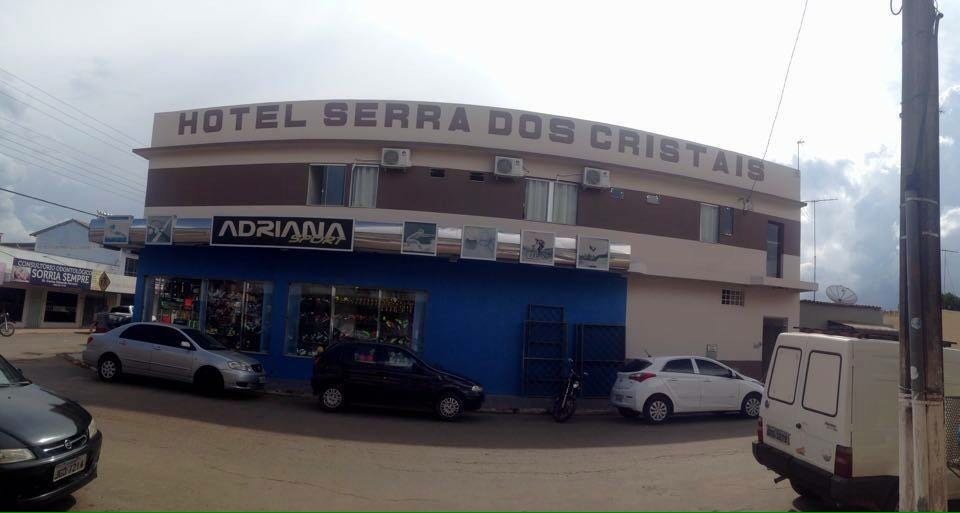 HOTEL SERRA DOS CRISTAIS
ADRIANA
SPORT
CONSULTÓRIO ODONTOLÓGICO
SORRIA SEMPRE